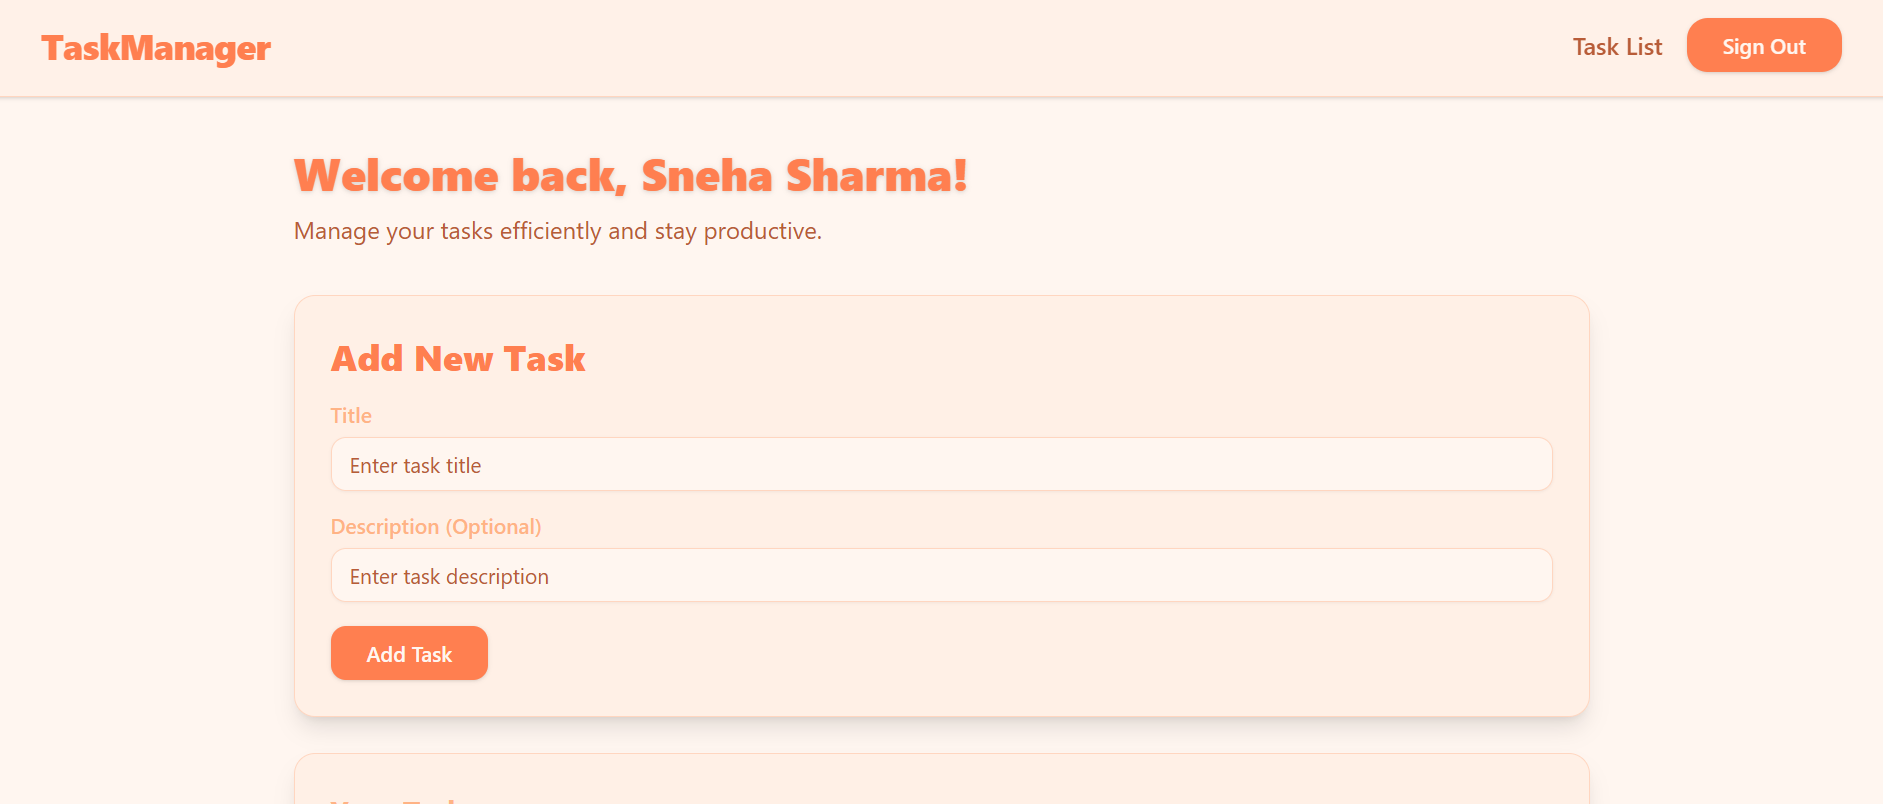 TaskManager
Task List
Sign Out
Welcome back, Sneha Sharma!
Manage your tasks efficiently and stay productive.
Add New Task
Title
Enter task title
Description (Optional)
Enter task description
Add Task